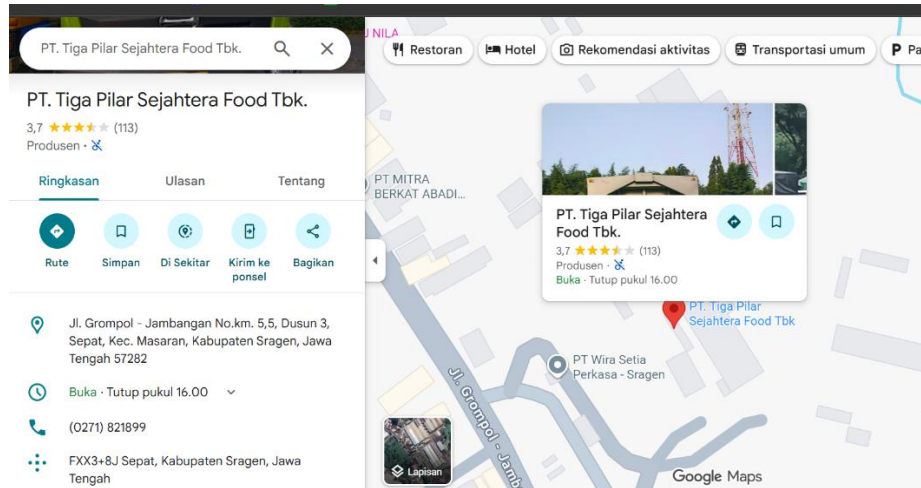 PT. Tiga Pilar Sejahtera Food Tbk.
PT. Tiga Pilar Sejahtera Food Tbk.
3,7 (113)
Produsen ·
Ringkasan Ulasan Tentang
Rute Simpan Di Sekitar Kirim ke ponsel Bagikan
Jl. Grompol - Jambangan No.km. 5,5, Dusun 3,
Sepat, Kec. Masaran, Kabupaten Sragen, Jawa
Tengah 57282
Buka · Tutup pukul 16.00
(0271) 821899
FXX3+8J Sepat, Kabupaten Sragen, Jawa
Tengah
NILA
Restoran Hotel Rekomendasi aktivitas Transportasi umum P Pa
PT MITRA
BERKAT ABADI...
PT. Tiga Pilar Sejahtera
Food Tbk.
3,7 (113)
Produsen ·
Buka · Tutup pukul 16.00
PT. Tiga Pilar
Sejahtera Food Tbk
PT Wira Setia
Perkasa - Sragen
Jl. Grompol - Jamb
Lapisan
Google Maps